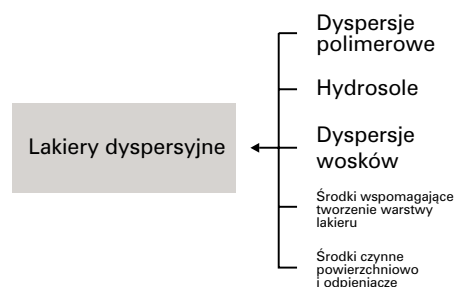 Lakiery dyspersyjne
Dyspersje
polimerowe
Hydrosole
Dyspersje
wosków
Środki wspomagające
tworzenie warstwy
lakieru
Środki czynne
powierzchniowo
i odpieniacze